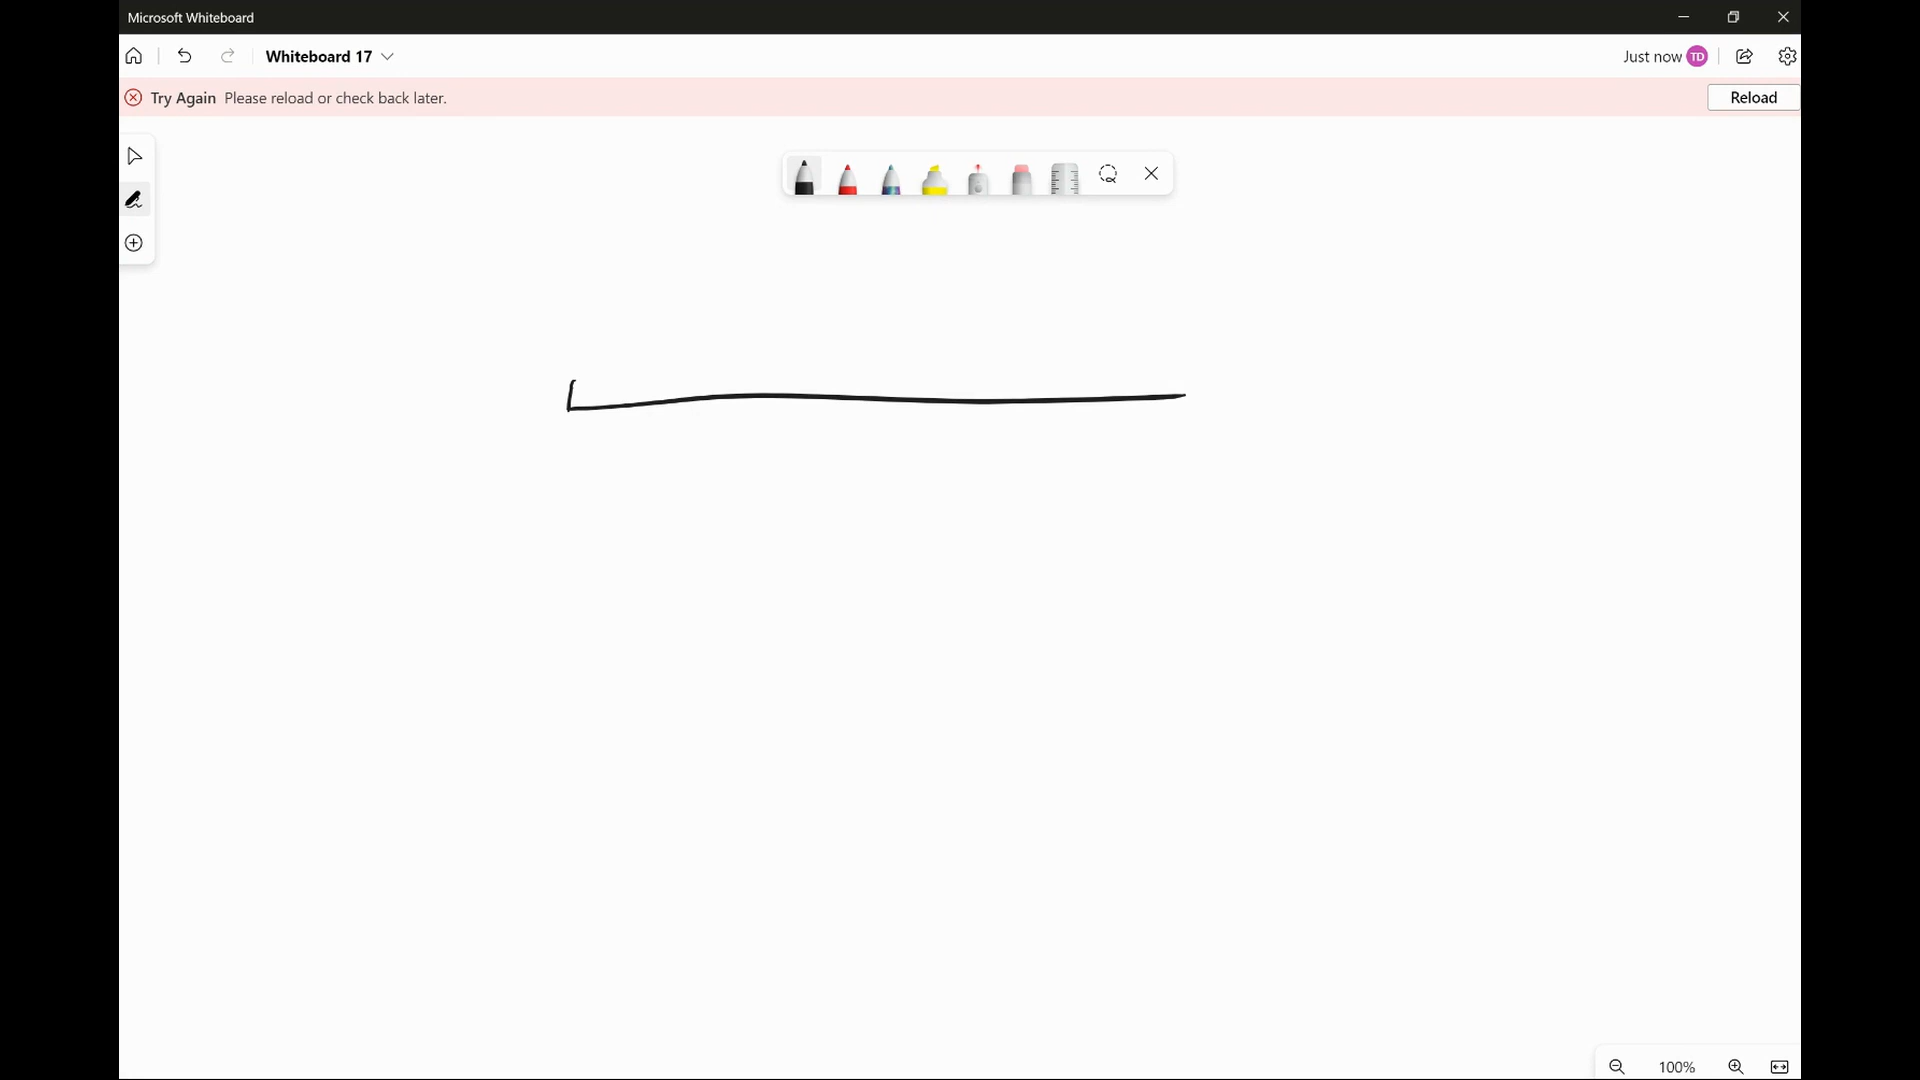 Microsoft Whiteboard
Whiteboard 17
Just now TD
Try Again Please reload or check back later.
Reload
100%